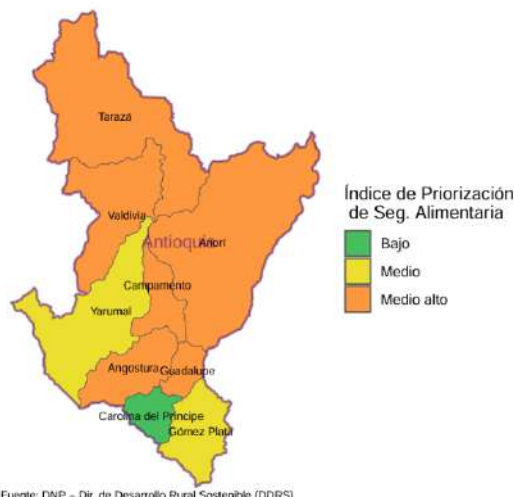 Tarazá
Valdivia
Antioquia
Anorí
Campamento
Yarumal
Angostura
Guadalupe
Carolina del Príncipe
Gómez Plata
Índice de Priorización
de Seg. Alimentaria
Bajo
Medio
Medio alto
Fuente: DNP – Dir. de Desarrollo Rural Sostenible (DDRS)